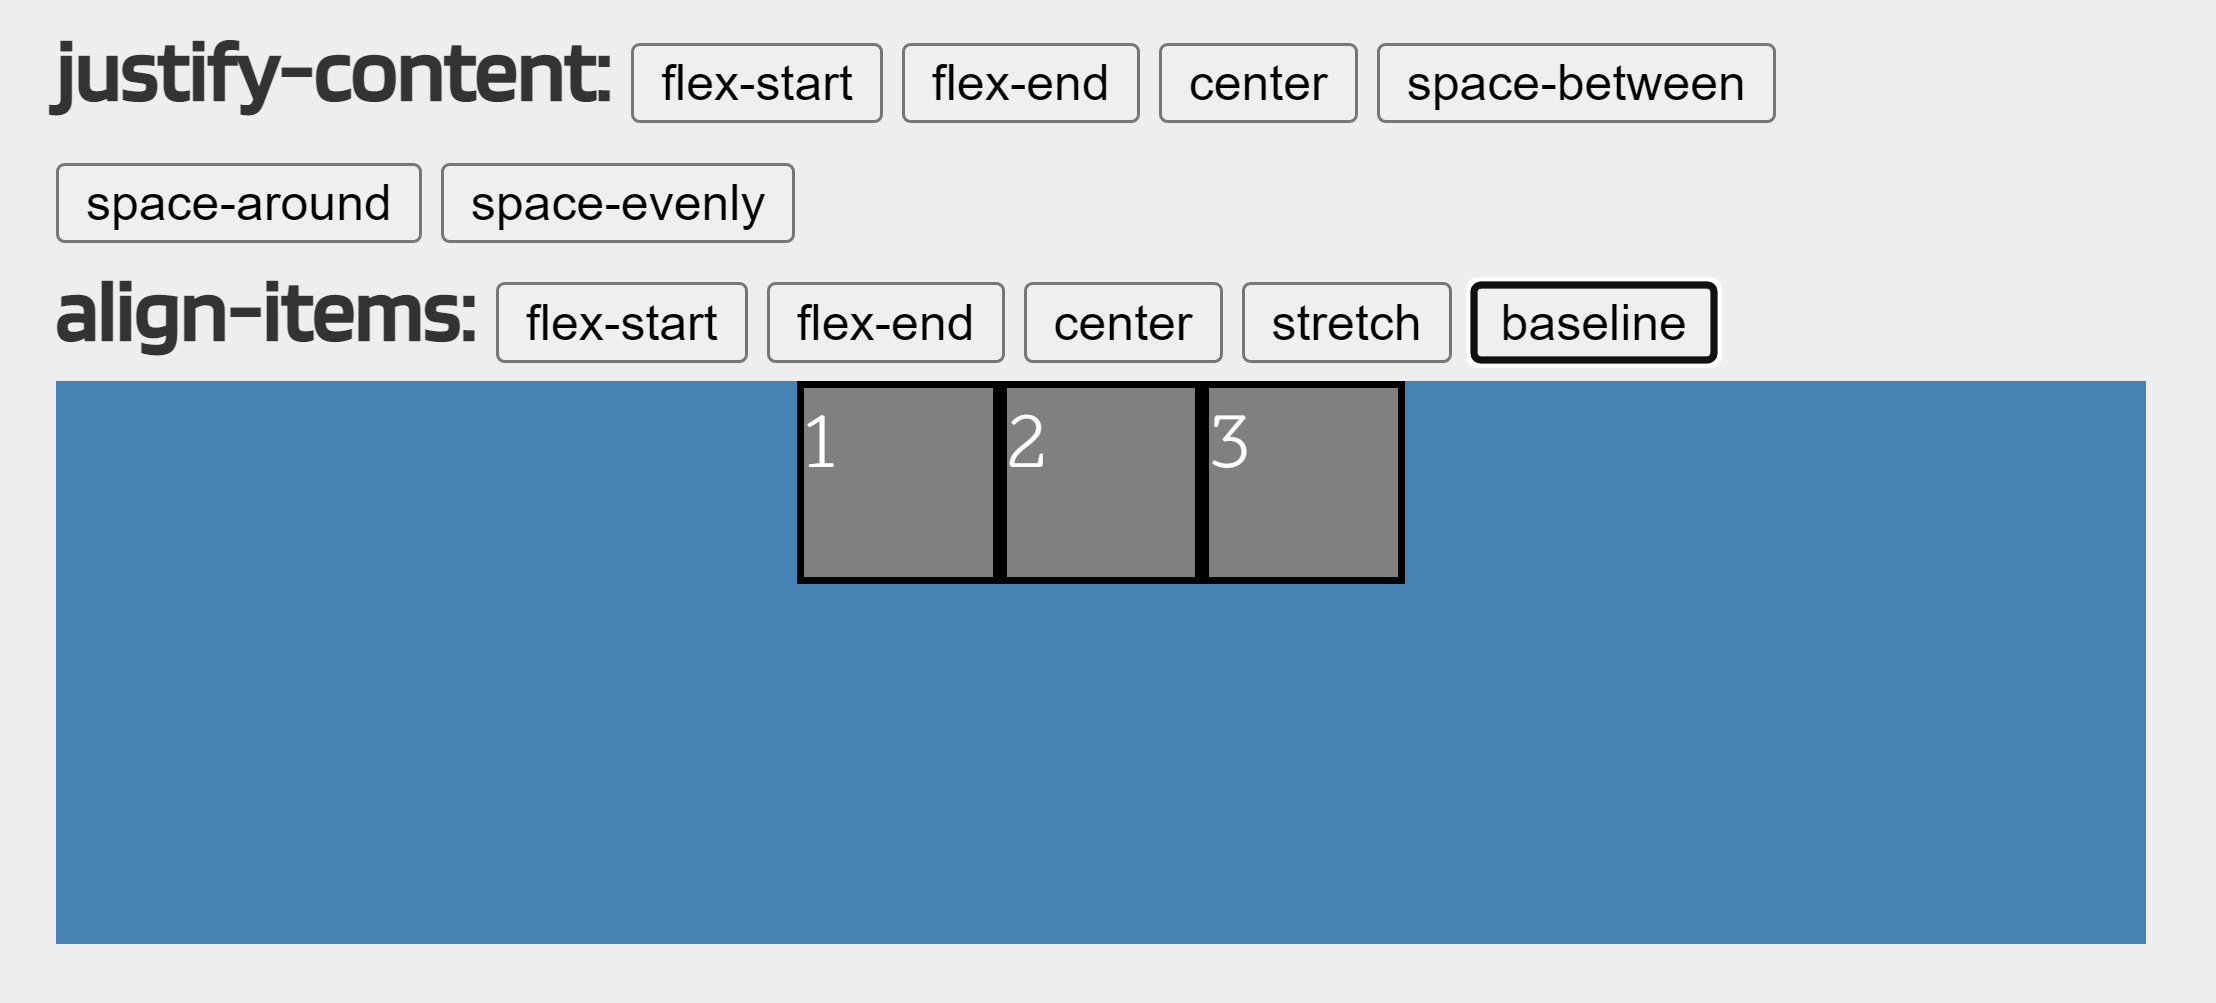 justify-content: flex-start flex-end center space-between
space-around space-evenly
align-items: flex-start flex-end center stretch baseline
1 2 3